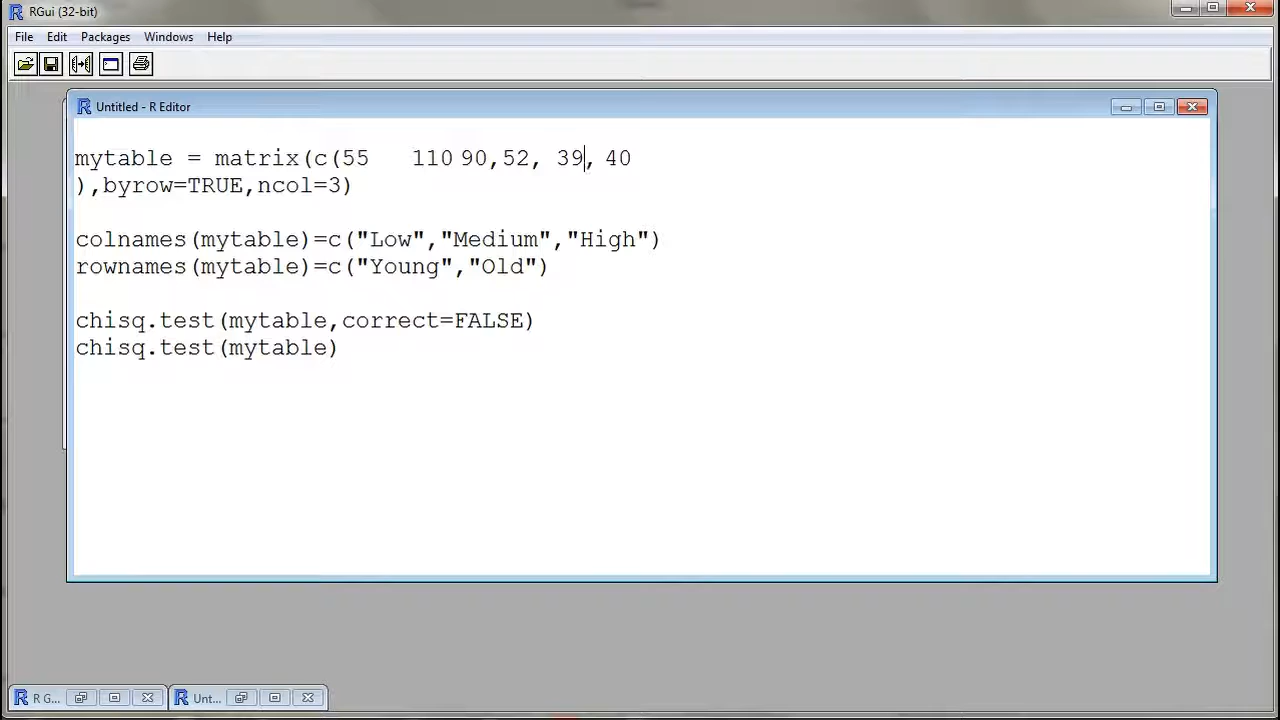 RGui (32-bit)
File Edit Packages Windows Help
Untitled - R Editor
mytable = matrix(c(55 110 90,52, 39, 40
),byrow=TRUE,ncol=3)
colnames(mytable)=c("Low","Medium","High")
rownames(mytable)=c("Young","Old")
chisq.test(mytable,correct=FALSE)
chisq.test(mytable)
R G... Unt...